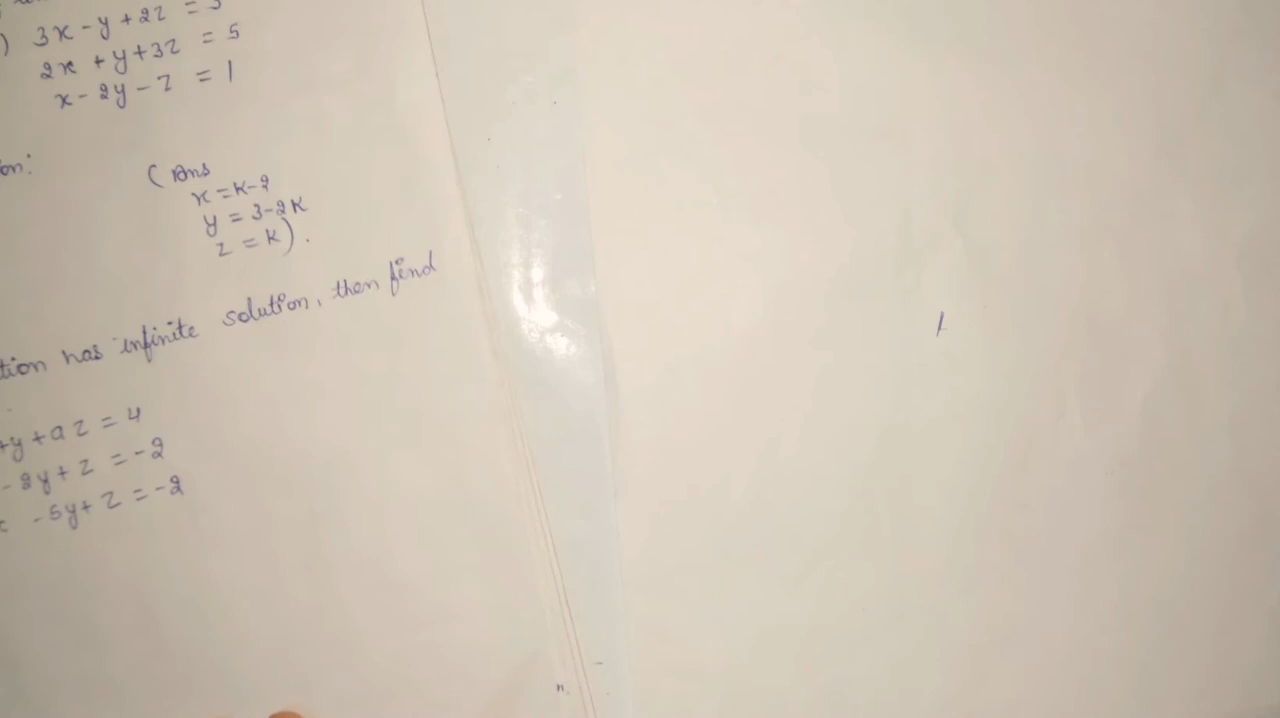 ) 3x - y + 2z = 3
2x + y + 3z = 5
x - 2y - z = 1
on:
( Ans
x = k - 2
y = 3 - 2k
z = k ) .
tion has infinite solution, then find
+ y + az = 4
- 2y + z = -2
- 5y + z = -2